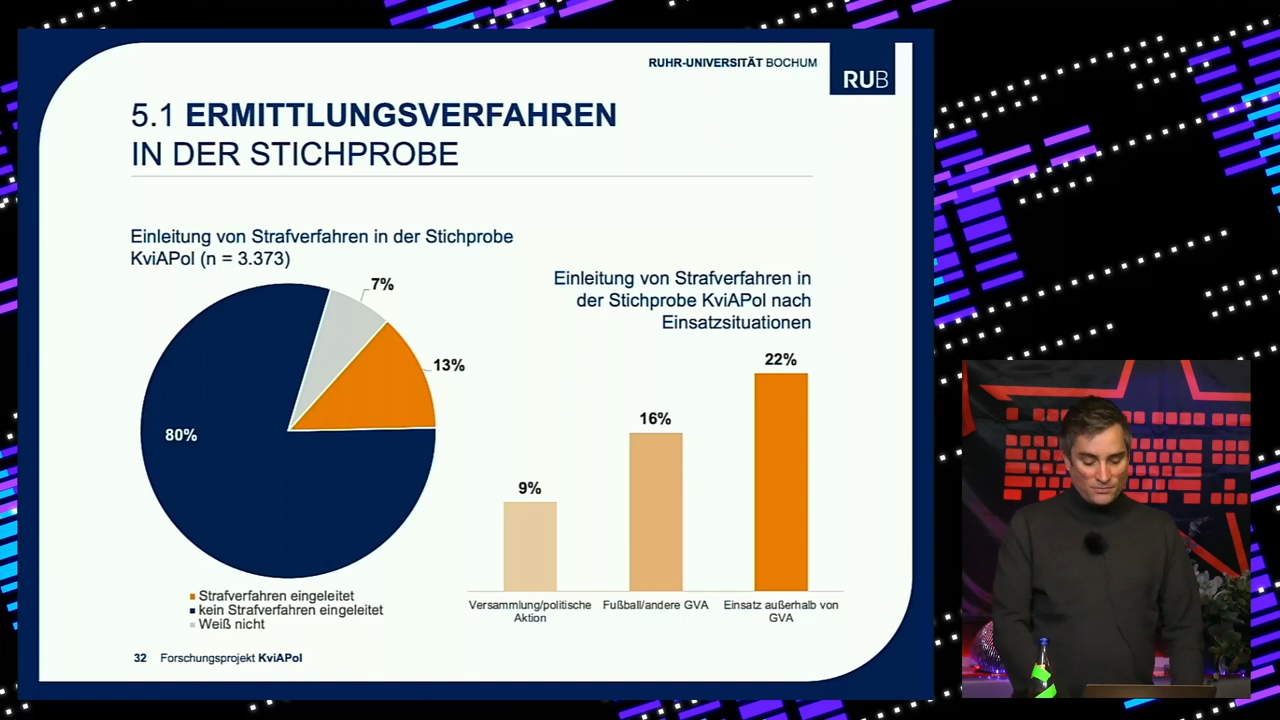 RUHR-UNIVERSITÄT BOCHUM
RUB
5.1 ERMITTLUNGSVERFAHREN
IN DER STICHPROBE
Einleitung von Strafverfahren in der Stichprobe
KviAPol (n = 3.373)
7%
13%
80%
Strafverfahren eingeleitet
kein Strafverfahren eingeleitet
Weiß nicht
Einleitung von Strafverfahren in
der Stichprobe KviAPol nach
Einsatzsituationen
22%
16%
9%
Versammlung/politische
Aktion
Fußball/andere GVA
Einsatz außerhalb von
GVA
32 Forschungsprojekt KviAPol